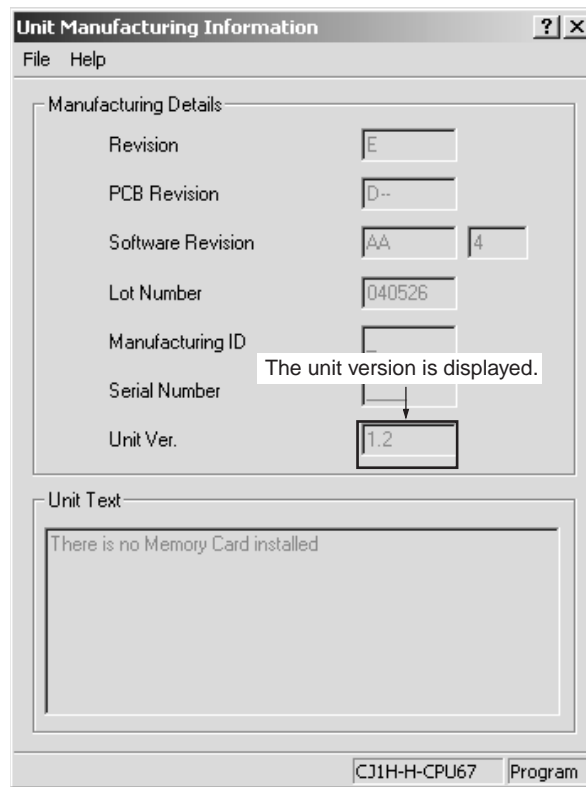 Unit Manufacturing Information ? ×
File Help
Manufacturing Details
Revision E
PCB Revision D--
Software Revision AA 4
Lot Number 040526
Manufacturing ID _
The unit version is displayed.
Serial Number ____
Unit Ver. 1.2
Unit Text
There is no Memory Card installed
CJ1H-H-CPU67 Program